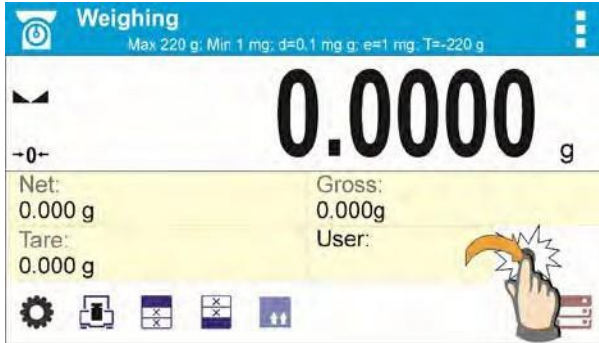 Weighing
Max 220 g: Min 1 mg: d=0.1 mg g: e=1 mg: T=-220 g
0.0000 g
→0←
Net:
0.000 g
Gross:
0.000g
Tare:
0.000 g
User: